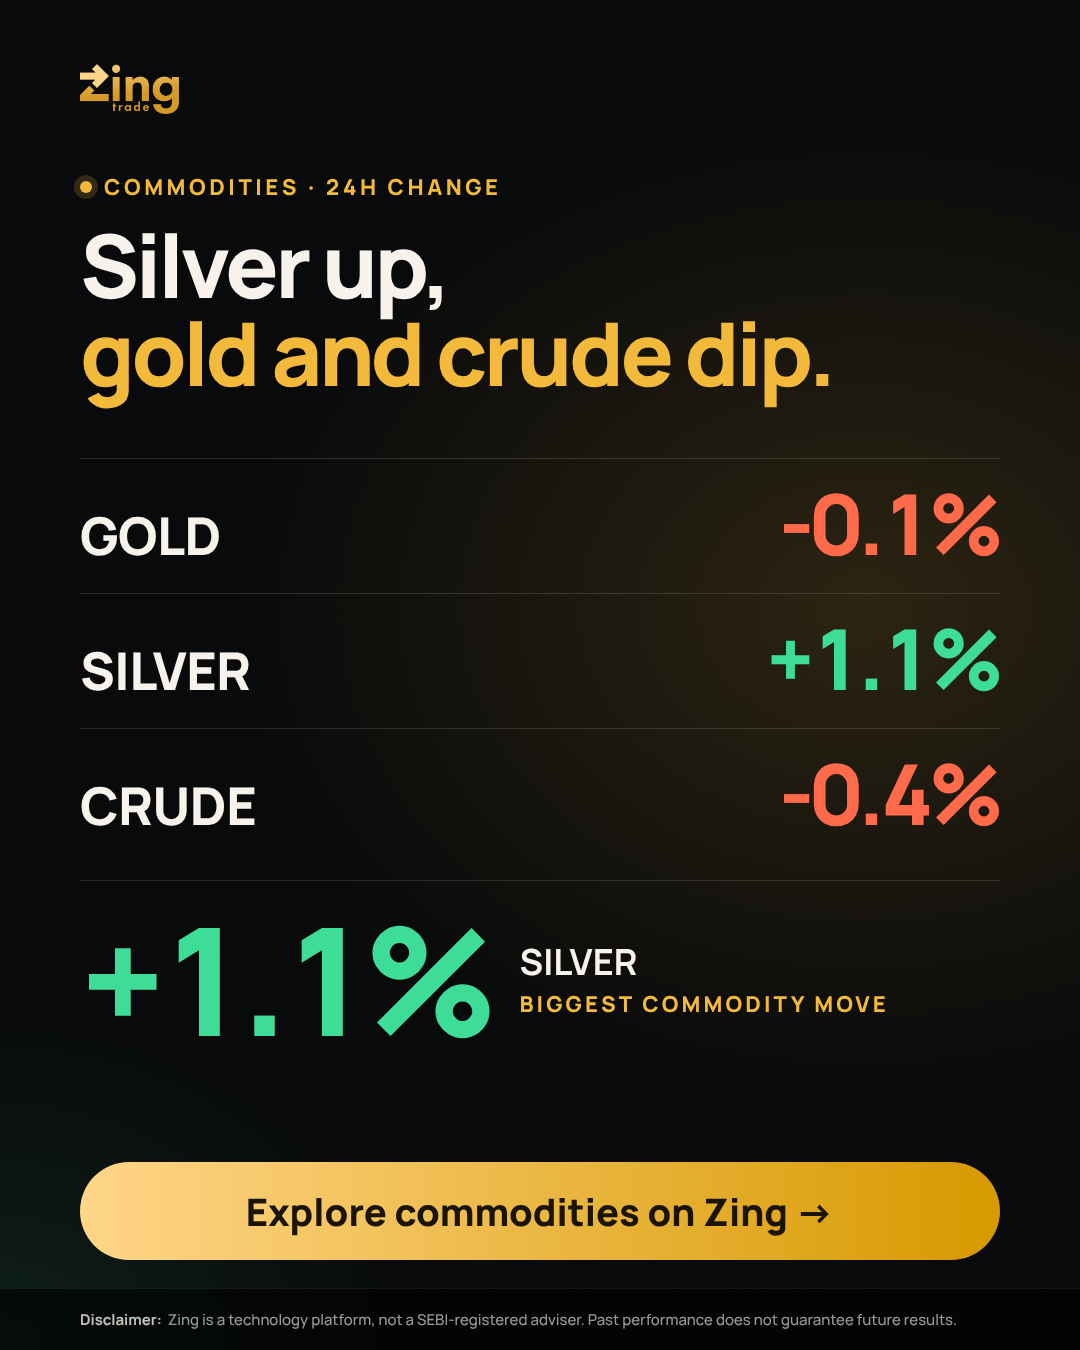 Zing
trade
COMMODITIES · 24H CHANGE
Silver up,
gold and crude dip.
GOLD -0.1%
SILVER +1.1%
CRUDE -0.4%
+1.1% SILVER
BIGGEST COMMODITY MOVE
Explore commodities on Zing →
Disclaimer: Zing is a technology platform, not a SEBI-registered adviser. Past performance does not guarantee future results.